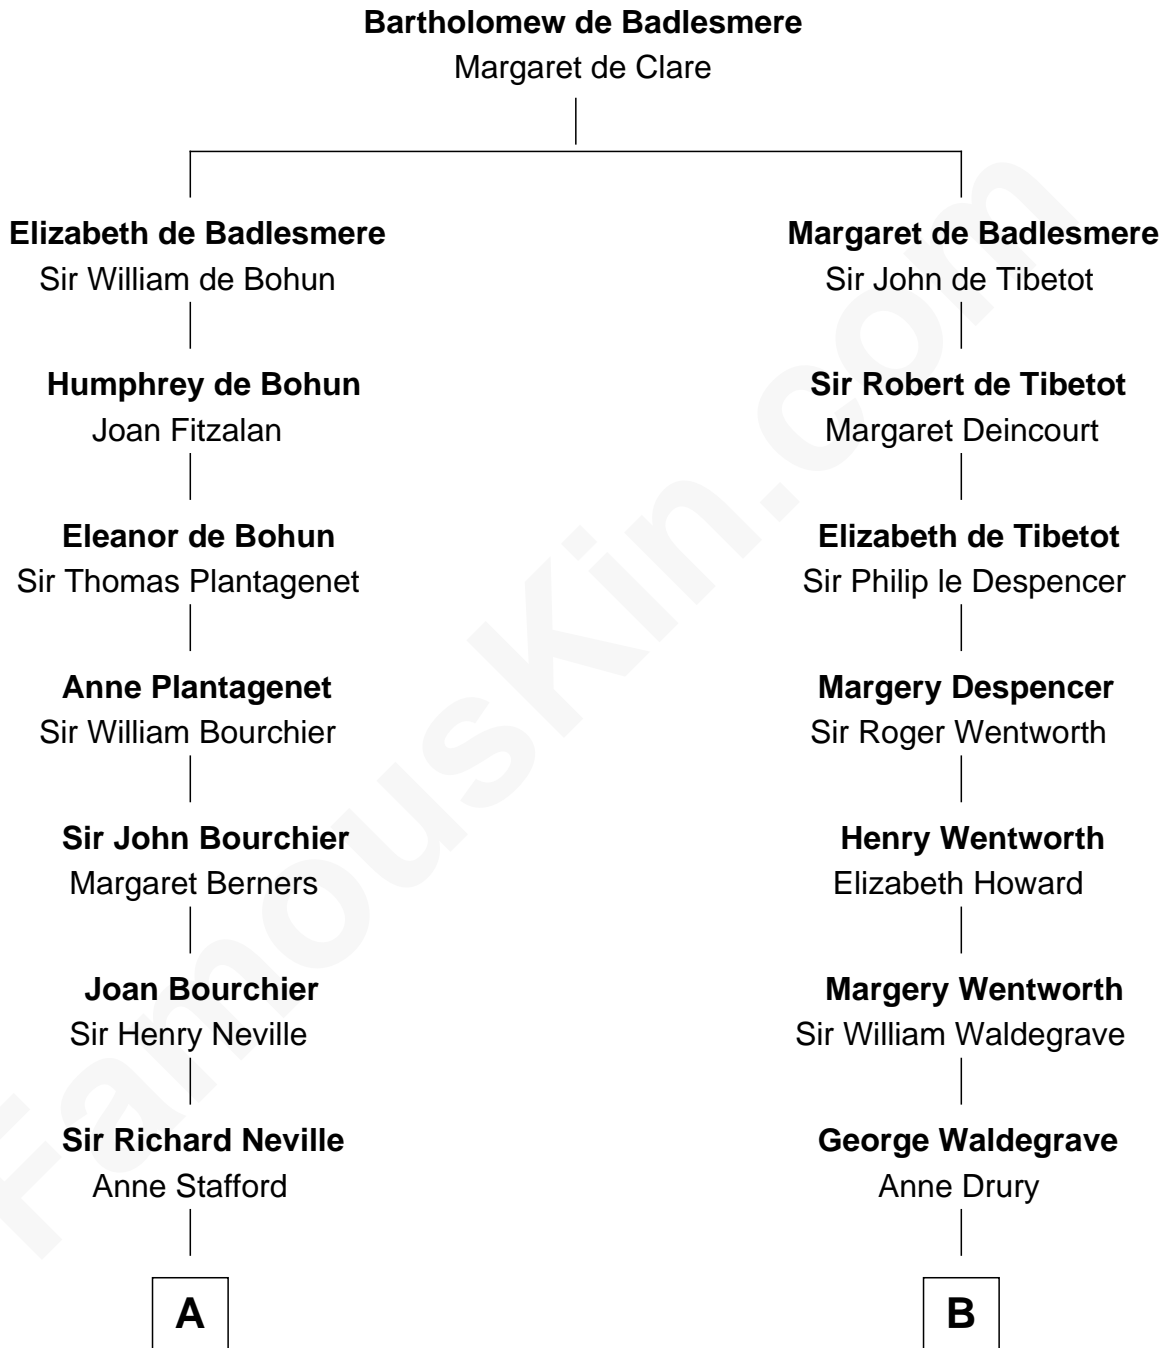 Bartholomew de Badlesmere
Margaret de Clare
Elizabeth de Badlesmere
Sir William de Bohun
Humphrey de Bohun
Joan Fitzalan
Eleanor de Bohun
Sir Thomas Plantagenet
Anne Plantagenet
Sir William Bourchier
Sir John Bourchier
Margaret Berners
Joan Bourchier
Sir Henry Neville
Sir Richard Neville
Anne Stafford
A
Margaret de Badlesmere
Sir John de Tibetot
Sir Robert de Tibetot
Margaret Deincourt
Elizabeth de Tibetot
Sir Philip le Despencer
Margery Despencer
Sir Roger Wentworth
Henry Wentworth
Elizabeth Howard
Margery Wentworth
Sir William Waldegrave
George Waldegrave
Anne Drury
B
FamousKin.com